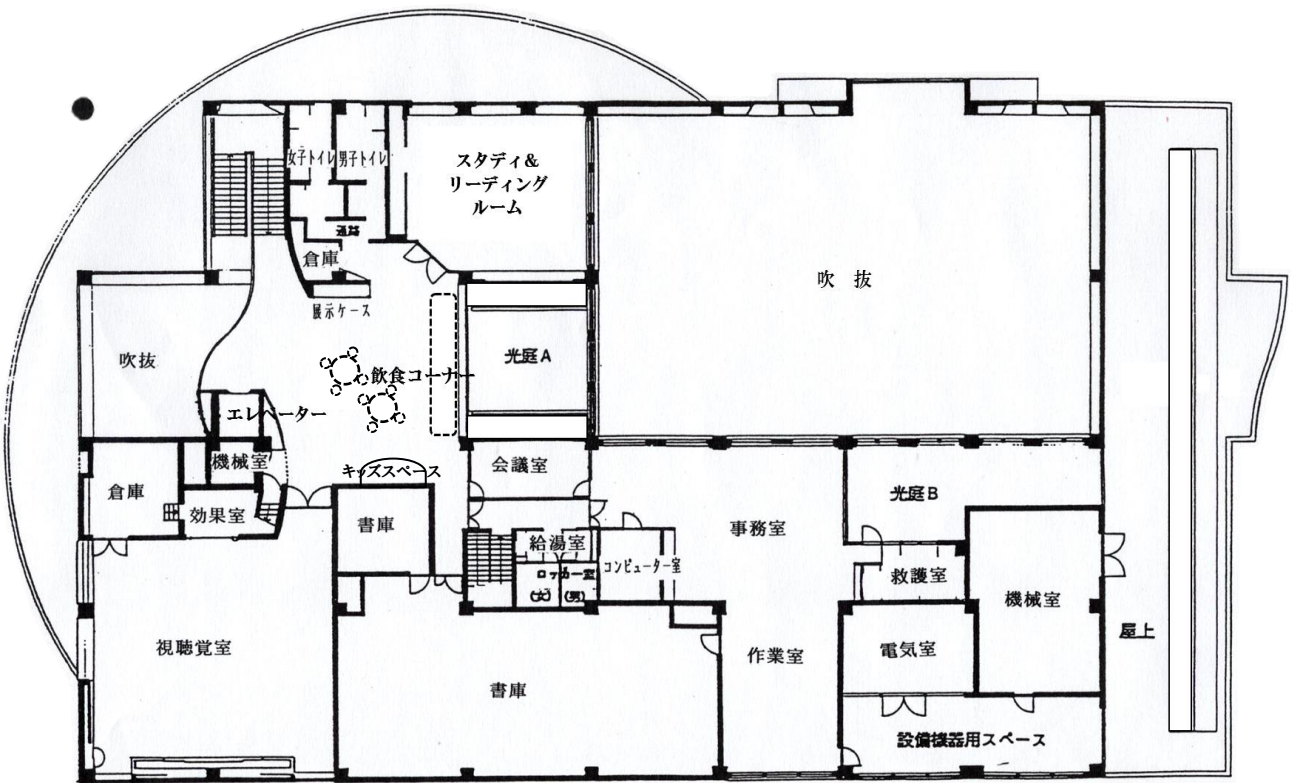 女子トイレ
男子トイレ
スタディ&
リーディング
ルーム
倉庫
展示ケース
吹抜
吹抜
光庭A
飲食コーナー
エレベーター
機械室
キッズスペース
会議室
倉庫
効果室
書庫
光庭B
事務室
給湯室
コンピューター室
ロッカー室
(女)
(男)
救護室
機械室
視聴覚室
書庫
作業室
電気室
屋上
設備機器用スペース